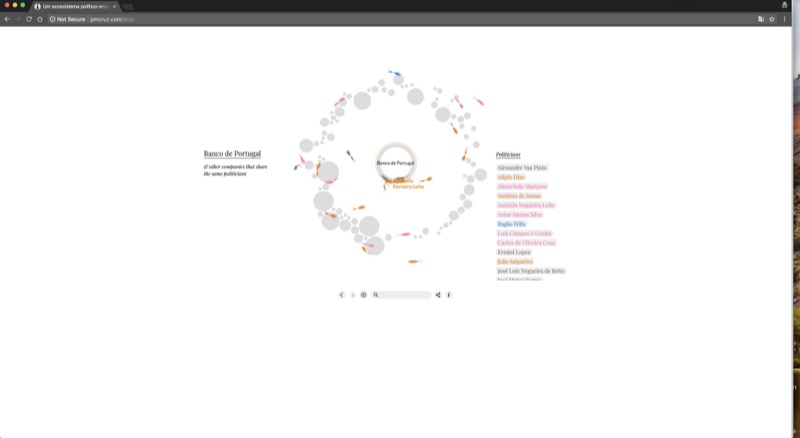 Um ecossistema político-emp
Not Secure | pmcruz.com/eco/
Banco de Portugal
& other companies that share
the same politicians
Banco de Portugal
Ferreira Leite
Politicians
Alexandre Vaz Pinto
Alípio Dias
Almerindo Marques
António de Sousa
António Nogueira Leite
Artur Santos Silva
Bagão Félix
Luís Campos e Cunha
Carlos de Oliveira Cruz
Ernâni Lopes
João Salgueiro
José Luís Nogueira de Brito